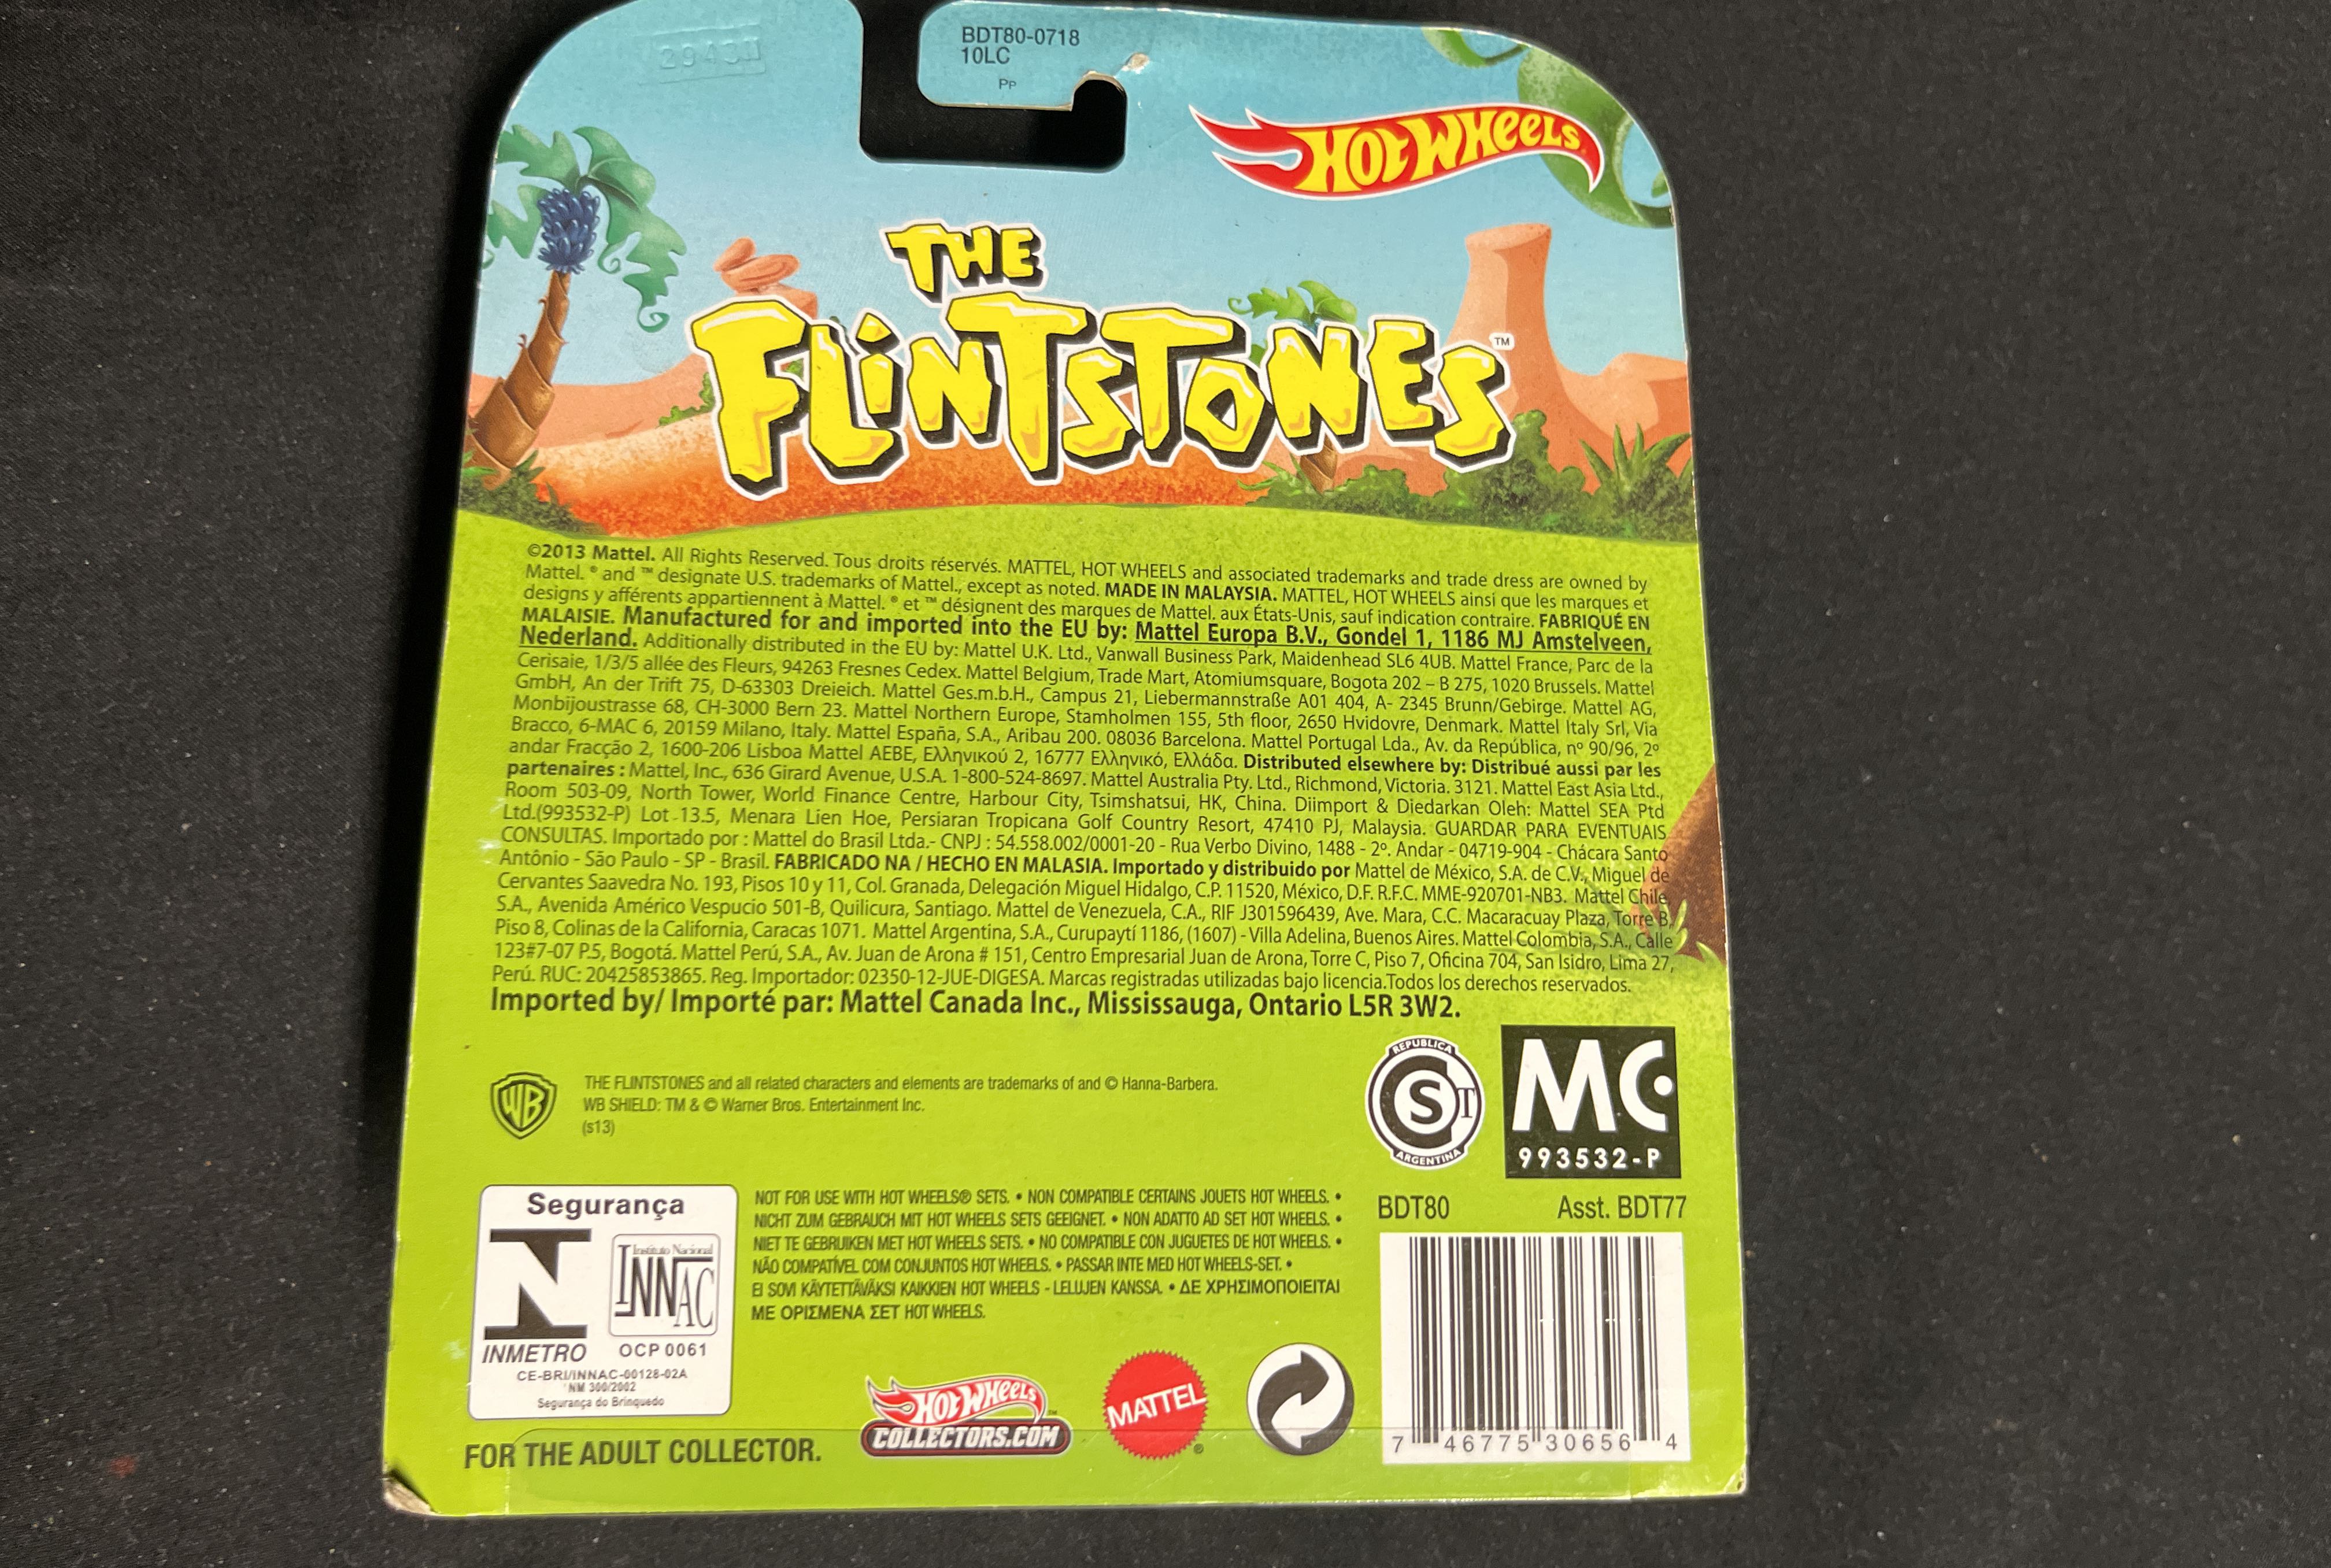 29431
BDT80-0718
10LC
PP
HOT WHEELS
THE
FLINTSTONES™
©2013 Mattel. All Rights Reserved. Tous droits réservés. MATTEL, HOT WHEELS and associated trademarks and trade dress are owned by
Mattel. ® and ™ designate U.S. trademarks of Mattel., except as noted. MADE IN MALAYSIA. MATTEL, HOT WHEELS ainsi que les marques et
designs y afférents appartiennent à Mattel. ® et ™ désignent des marques de Mattel. aux États-Unis, sauf indication contraire. FABRIQUÉ EN
MALAISIE. Manufactured for and imported into the EU by: Mattel Europa B.V., Gondel 1, 1186 MJ Amstelveen,
Nederland. Additionally distributed in the EU by: Mattel U.K. Ltd., Vanwall Business Park, Maidenhead SL6 4UB. Mattel France, Parc de la
Cerisaie, 1/3/5 allée des Fleurs, 94263 Fresnes Cedex. Mattel Belgium, Trade Mart, Atomiumsquare, Bogota 202 – B 275, 1020 Brussels. Mattel
GmbH, An der Trift 75, D-63303 Dreieich. Mattel Ges.m.b.H., Campus 21, Liebermannstraße A01 404, A- 2345 Brunn/Gebirge. Mattel AG,
Monbijoustrasse 68, CH-3000 Bern 23. Mattel Northern Europe, Stamholmen 155, 5th floor, 2650 Hvidovre, Denmark. Mattel Italy Srl, Via
Bracco, 6-MAC 6, 20159 Milano, Italy. Mattel España, S.A., Aribau 200. 08036 Barcelona. Mattel Portugal Lda., Av. da República, nº 90/96, 2º
andar Fracção 2, 1600-206 Lisboa Mattel AEBE, Ελληνικού 2, 16777 Ελληνικό, Ελλάδα. Distributed elsewhere by: Distribué aussi par les
partenaires : Mattel, Inc., 636 Girard Avenue, U.S.A. 1-800-524-8697. Mattel Australia Pty. Ltd., Richmond, Victoria. 3121. Mattel East Asia Ltd.,
Room 503-09, North Tower, World Finance Centre, Harbour City, Tsimshatsui, HK, China. Diimport & Diedarkan Oleh: Mattel SEA Ptd
Ltd.(993532-P) Lot 13.5, Menara Lien Hoe, Persiaran Tropicana Golf Country Resort, 47410 PJ, Malaysia. GUARDAR PARA EVENTUAIS
CONSULTAS. Importado por : Mattel do Brasil Ltda.- CNPJ : 54.558.002/0001-20 - Rua Verbo Divino, 1488 - 2º. Andar - 04719-904 - Chácara Santo
Antônio - São Paulo - SP - Brasil. FABRICADO NA / HECHO EN MALASIA. Importado y distribuido por Mattel de México, S.A. de C.V., Miguel de
Cervantes Saavedra No. 193, Pisos 10 y 11, Col. Granada, Delegación Miguel Hidalgo, C.P. 11520, México, D.F. R.F.C. MME-920701-NB3. Mattel Chile,
S.A., Avenida Américo Vespucio 501-B, Quilicura, Santiago. Mattel de Venezuela, C.A., RIF J301596439, Ave. Mara, C.C. Macaracuay Plaza, Torre B,
Piso 8, Colinas de la California, Caracas 1071. Mattel Argentina, S.A., Curupaytí 1186, (1607) - Villa Adelina, Buenos Aires. Mattel Colombia, S.A., Calle
123#7-07 P.5, Bogotá. Mattel Perú, S.A., Av. Juan de Arona # 151, Centro Empresarial Juan de Arona, Torre C, Piso 7, Oficina 704, San Isidro, Lima 27,
Perú. RUC: 20425853865. Reg. Importador: 02350-12-JUE-DIGESA. Marcas registradas utilizadas bajo licencia.Todos los derechos reservados.
Imported by/ Importé par: Mattel Canada Inc., Mississauga, Ontario L5R 3W2.
WB
THE FLINTSTONES and all related characters and elements are trademarks of and © Hanna-Barbera.
WB SHIELD: TM & © Warner Bros. Entertainment Inc.
(s13)
REPUBLICA
CST
ARGENTINA
MC
993532-P
Segurança
INNAC
Instituto Nacional
INMETRO
OCP 0061
CE-BRI/INNAC-00128-02A
NM 300/2002
Segurança do Brinquedo
NOT FOR USE WITH HOT WHEELS® SETS. • NON COMPATIBLE CERTAINS JOUETS HOT WHEELS. •
NICHT ZUM GEBRAUCH MIT HOT WHEELS SETS GEEIGNET. • NON ADATTO AD SET HOT WHEELS. •
NIET TE GEBRUIKEN MET HOT WHEELS SETS. • NO COMPATIBLE CON JUGUETES DE HOT WHEELS. •
NÃO COMPATÍVEL COM CONJUNTOS HOT WHEELS. • PASSAR INTE MED HOT WHEELS-SET. •
EI SOVI KÄYTETTÄVÄKSI KAIKKIEN HOT WHEELS - LELUJEN KANSSA. • ΔΕ ΧΡΗΣΙΜΟΠΟΙΕΙΤΑΙ
ΜΕ ΟΡΙΣΜΕΝΑ ΣΕΤ HOT WHEELS.
BDT80 Asst. BDT77
7 46775 30656 4
FOR THE ADULT COLLECTOR.
HOT WHEELS™
COLLECTORS.COM
MATTEL®